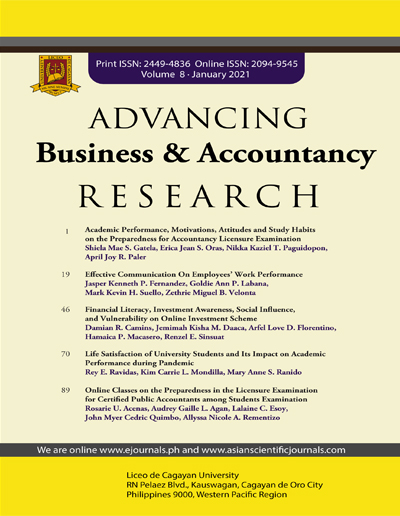 Print ISSN: 2449-4836 Online ISSN: 2094-9545
Volume 8 · January 2021
ADVANCING
Business & Accountancy
RESEARCH
1 Academic Performance, Motivations, Attitudes and Study Habits
on the Preparedness for Accountancy Licensure Examination
Shiela Mae S. Gatela, Erica Jean S. Oras, Nikka Kaziel T. Paguidopon,
April Joy R. Paler
19 Effective Communication On Employees' Work Performance
Jasper Kenneth P. Fernandez, Goldie Ann P. Labana,
Mark Kevin H. Suello, Zethrie Miguel B. Velonta
46 Financial Literacy, Investment Awareness, Social Influence,
and Vulnerability on Online Investment Scheme
Damian R. Camins, Jemimah Kisha M. Daaca, Arfel Love D. Florentino,
Hamaica P. Macasero, Renzel E. Sinsuat
70 Life Satisfaction of University Students and Its Impact on Academic
Performance during Pandemic
Rey E. Ravidas, Kim Carrie L. Mondilla, Mary Anne S. Ranido
89 Online Classes on the Preparedness in the Licensure Examination
for Certified Public Accountants among Students Examination
Rosarie U. Acenas, Audrey Gaille L. Agan, Lalaine C. Esoy,
John Myer Cedric Quimbo, Allyssa Nicole A. Rementizo
We are online www.ejournals.ph and www.asianscientificjournals.com
Liceo de Cagayan University
RN Pelaez Blvd., Kauswagan, Cagayan de Oro City
Philippines 9000, Western Pacific Region